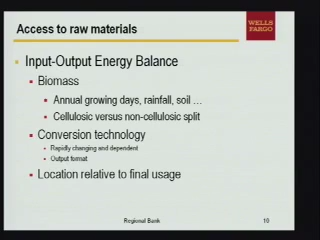 Access to raw materials
WELLS
FARGO
Input-Output Energy Balance
Biomass
Annual growing days, rainfall, soil ...
Cellulosic versus non-cellulosic split
Conversion technology
Rapidly changing and dependent
Output format
Location relative to final usage
Regional Bank
19